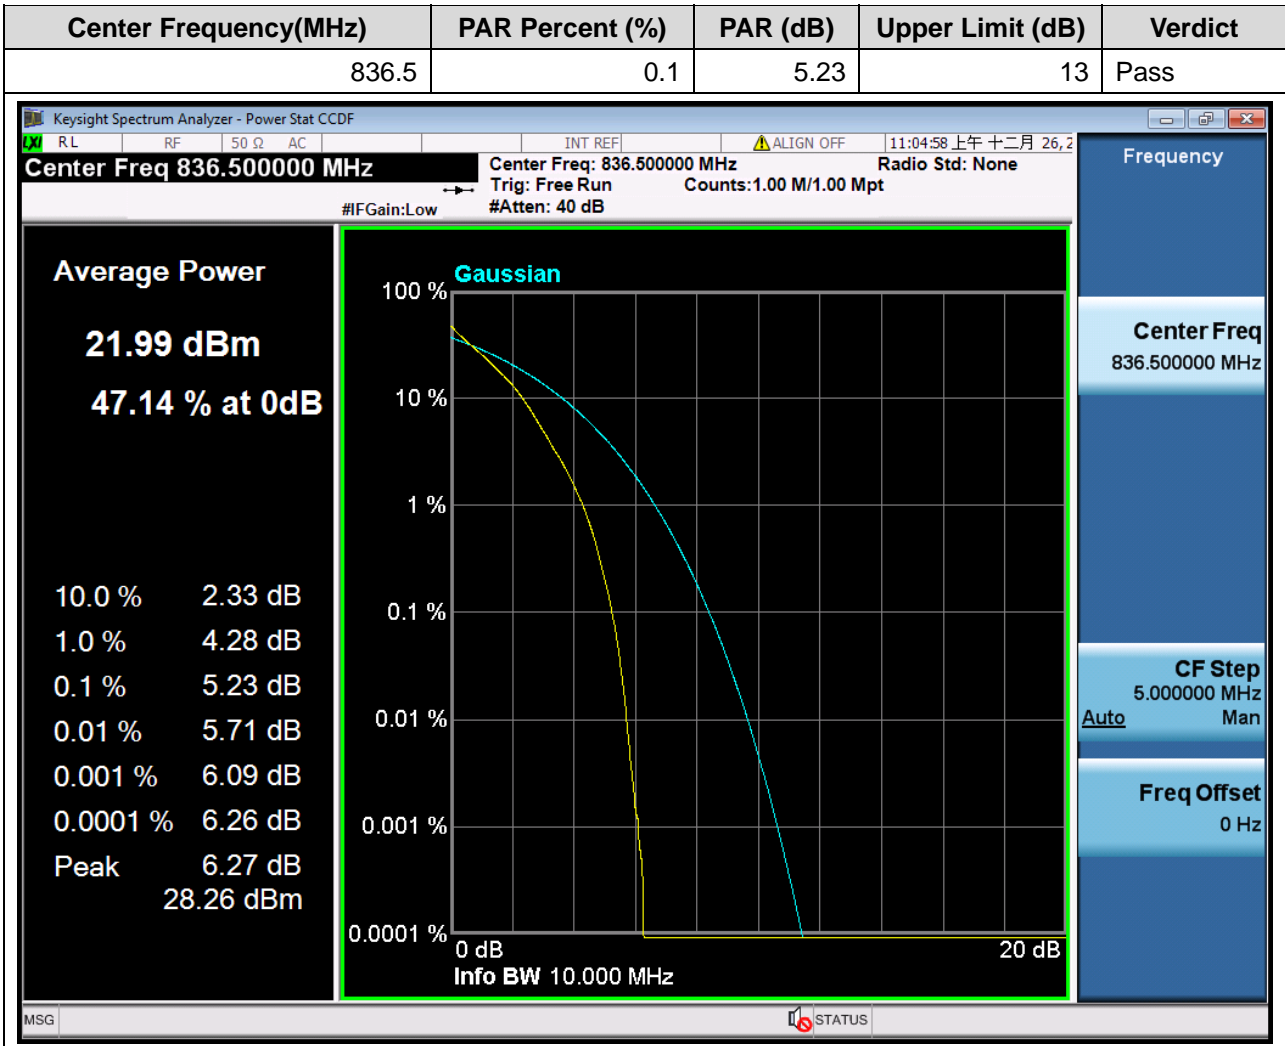 Center Frequency(MHz) PAR Percent (%) PAR (dB) Upper Limit (dB) Verdict
836.5 0.1 5.23 13 Pass
Keysight Spectrum Analyzer - Power Stat CCDF
LXI RL RF 50 Ω AC INT REF ALIGN OFF 11:04:58 上午 十二月 26, 2
Center Freq 836.500000 MHz
Center Freq: 836.500000 MHz Radio Std: None
Trig: Free Run Counts:1.00 M/1.00 Mpt
#IFGain:Low #Atten: 40 dB
Frequency
Average Power
21.99 dBm
47.14 % at 0dB
10.0 % 2.33 dB
1.0 % 4.28 dB
0.1 % 5.23 dB
0.01 % 5.71 dB
0.001 % 6.09 dB
0.0001 % 6.26 dB
Peak 6.27 dB
28.26 dBm
Gaussian
100 %
10 %
1 %
0.1 %
0.01 %
0.001 %
0.0001 %
0 dB 20 dB
Info BW 10.000 MHz
Center Freq
836.500000 MHz
CF Step
5.000000 MHz
Auto Man
Freq Offset
0 Hz
MSG STATUS